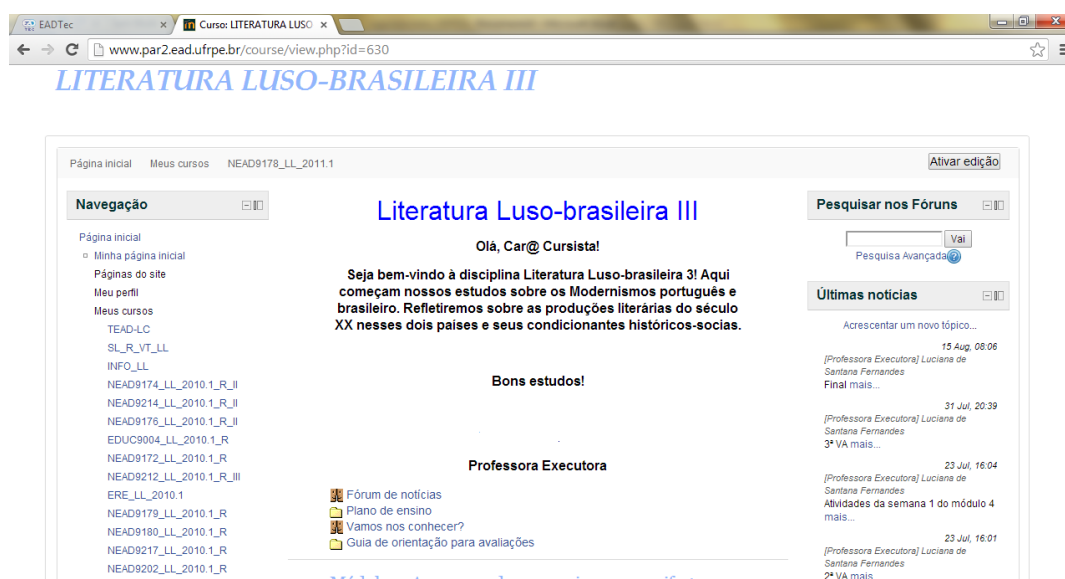 EADTec
Curso: LITERATURA LUSO
www.par2.ead.ufrpe.br/course/view.php?id=630
LITERATURA LUSO-BRASILEIRA III
Página inicial Meus cursos NEAD9178_LL_2011.1
Ativar edição
Navegação
Página inicial
Minha página inicial
Páginas do site
Meu perfil
Meus cursos
TEAD-LC
SL_R_VT_LL
INFO_LL
NEAD9174_LL_2010.1_R_II
NEAD9214_LL_2010.1_R_II
NEAD9176_LL_2010.1_R_II
EDUC9004_LL_2010.1_R
NEAD9172_LL_2010.1_R
NEAD9212_LL_2010.1_R_III
ERE_LL_2010.1
NEAD9179_LL_2010.1_R
NEAD9180_LL_2010.1_R
NEAD9217_LL_2010.1_R
NEAD9202_LL_2010.1_R
Literatura Luso-brasileira III
Olá, Car@ Cursista!
Seja bem-vindo à disciplina Literatura Luso-brasileira 3! Aqui
começam nossos estudos sobre os Modernismos português e
brasileiro. Refletiremos sobre as produções literárias do século
XX nesses dois países e seus condicionantes históricos-socias.
Bons estudos!
Professora Executora
Fórum de notícias
Plano de ensino
Vamos nos conhecer?
Guia de orientação para avaliações
Pesquisar nos Fóruns
Vai
Pesquisa Avançada
Últimas notícias
Acrescentar um novo tópico...
15 Aug, 08:06
[Professora Executora] Luciana de
Santana Fernandes
Final mais...
31 Jul, 20:39
[Professora Executora] Luciana de
Santana Fernandes
3ª VA mais...
23 Jul, 16:04
[Professora Executora] Luciana de
Santana Fernandes
Atividades da semana 1 do módulo 4
mais...
23 Jul, 16:01
[Professora Executora] Luciana de
Santana Fernandes
2ª VA mais...